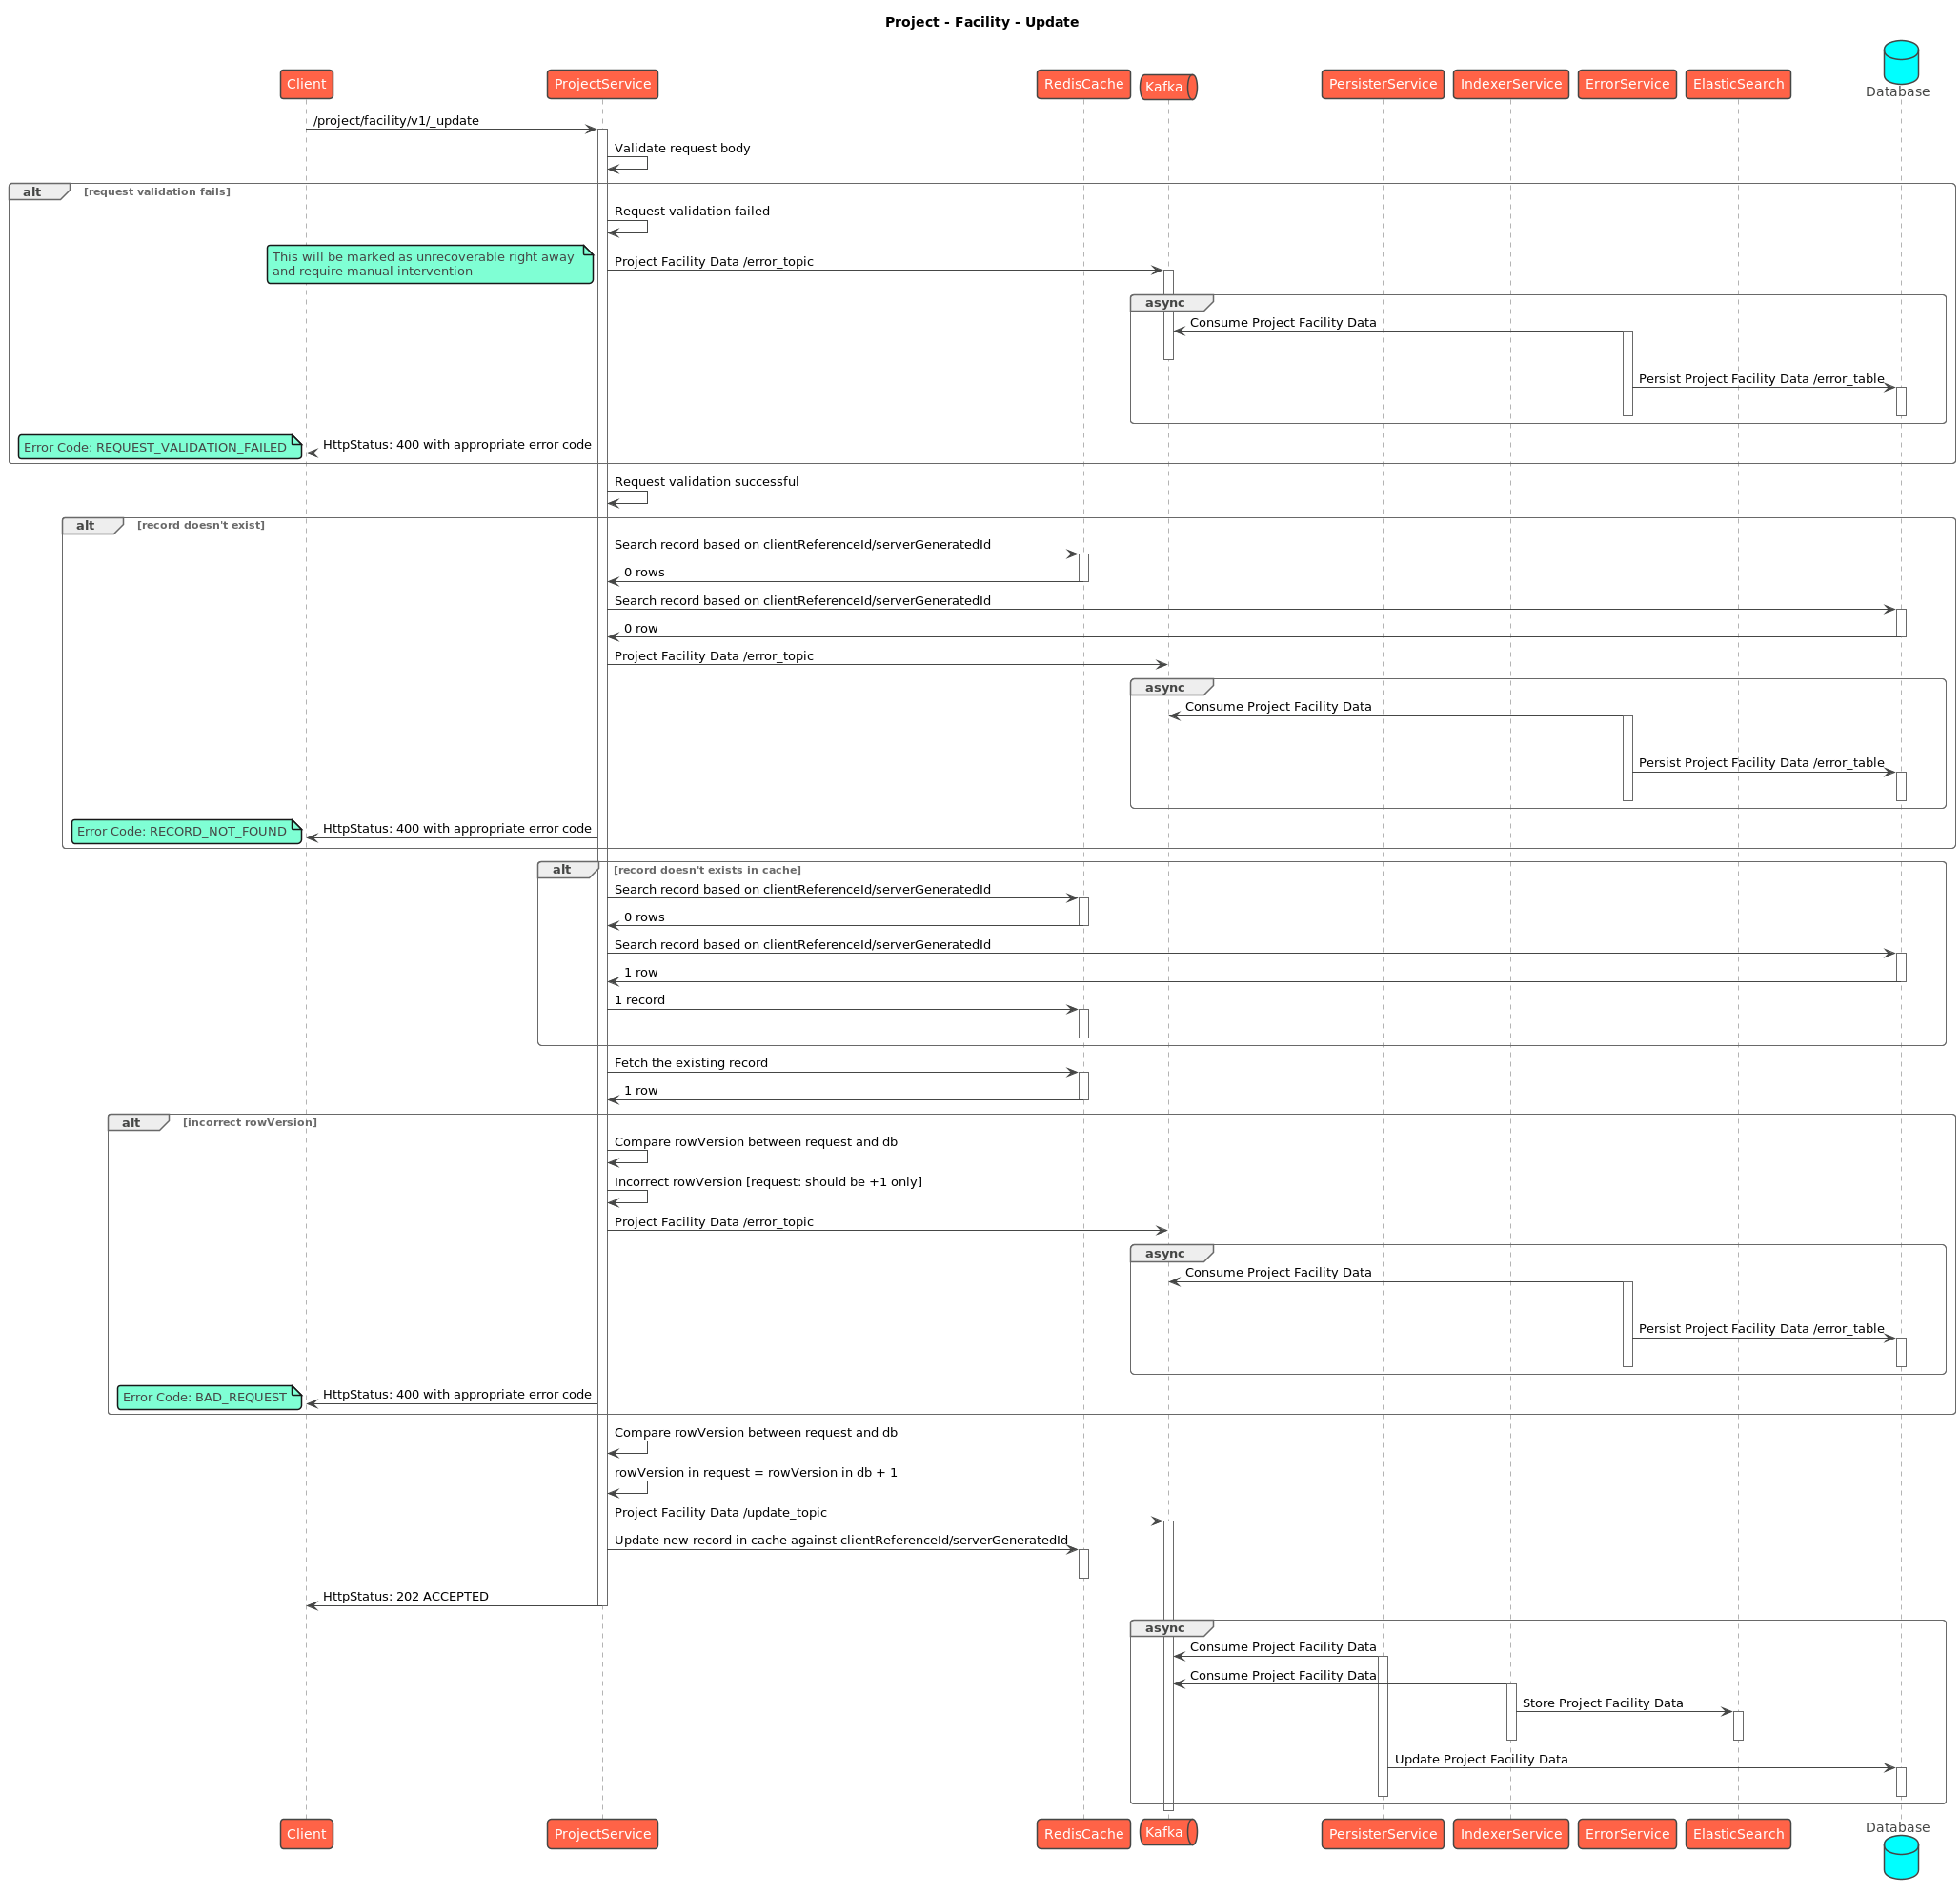 Project - Facility - Update
Client
ProjectService
RedisCache
Kafka
PersisterService
IndexerService
ErrorService
ElasticSearch
Database
/project/facility/v1/_update
Validate request body
alt
[request validation fails]
Request validation failed
This will be marked as unrecoverable right away
and require manual intervention
Project Facility Data /error_topic
async
Consume Project Facility Data
Persist Project Facility Data /error_table
Error Code: REQUEST_VALIDATION_FAILED
HttpStatus: 400 with appropriate error code
Request validation successful
alt
[record doesn't exist]
Search record based on clientReferenceId/serverGeneratedId
0 rows
Search record based on clientReferenceId/serverGeneratedId
0 row
Project Facility Data /error_topic
async
Consume Project Facility Data
Persist Project Facility Data /error_table
Error Code: RECORD_NOT_FOUND
HttpStatus: 400 with appropriate error code
alt
[record doesn't exists in cache]
Search record based on clientReferenceId/serverGeneratedId
0 rows
Search record based on clientReferenceId/serverGeneratedId
1 row
1 record
Fetch the existing record
1 row
alt
[incorrect rowVersion]
Compare rowVersion between request and db
Incorrect rowVersion [request: should be +1 only]
Project Facility Data /error_topic
async
Consume Project Facility Data
Persist Project Facility Data /error_table
Error Code: BAD_REQUEST
HttpStatus: 400 with appropriate error code
Compare rowVersion between request and db
rowVersion in request = rowVersion in db + 1
Project Facility Data /update_topic
Update new record in cache against clientReferenceId/serverGeneratedId
HttpStatus: 202 ACCEPTED
async
Consume Project Facility Data
Consume Project Facility Data
Store Project Facility Data
Update Project Facility Data
Client
ProjectService
RedisCache
Kafka
PersisterService
IndexerService
ErrorService
ElasticSearch
Database